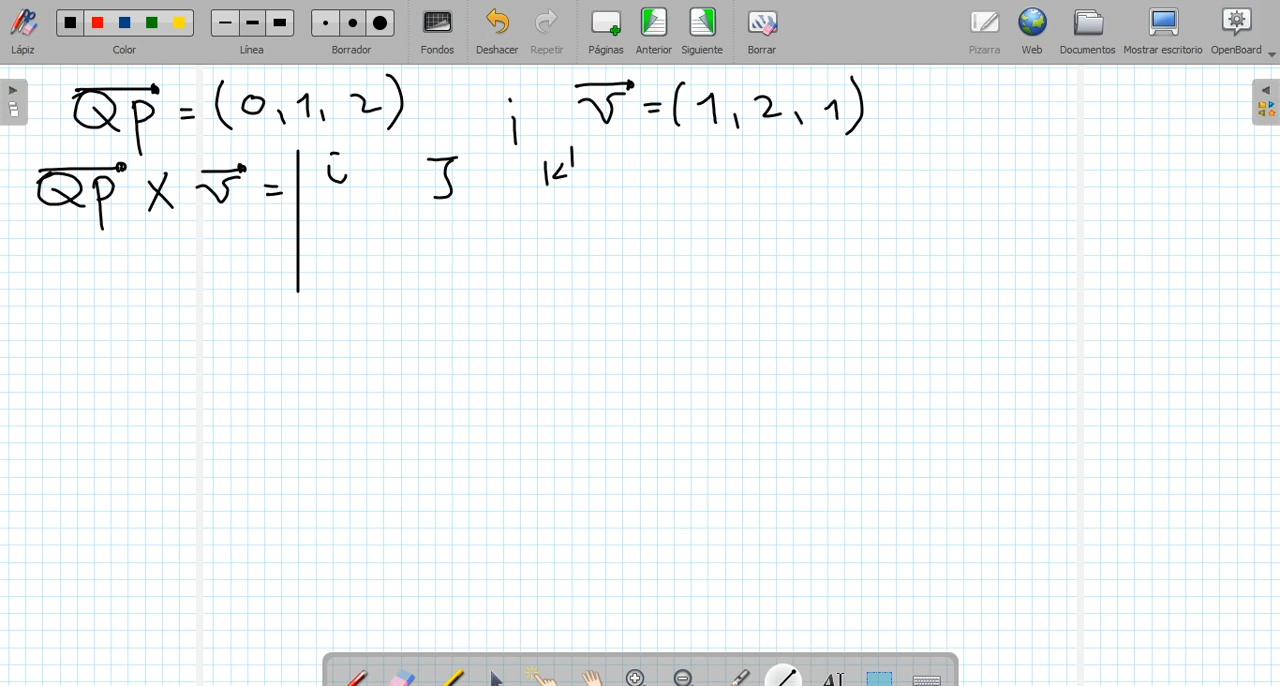 Lápiz Color Línea Borrador Fondos Deshacer Repetir Páginas Anterior Siguiente Borrar Pizarra Web Documentos Mostrar escritorio OpenBoard
QP = (0, 1, 2) ; v = (1, 2, 1)
QP X v = | i J K
AI